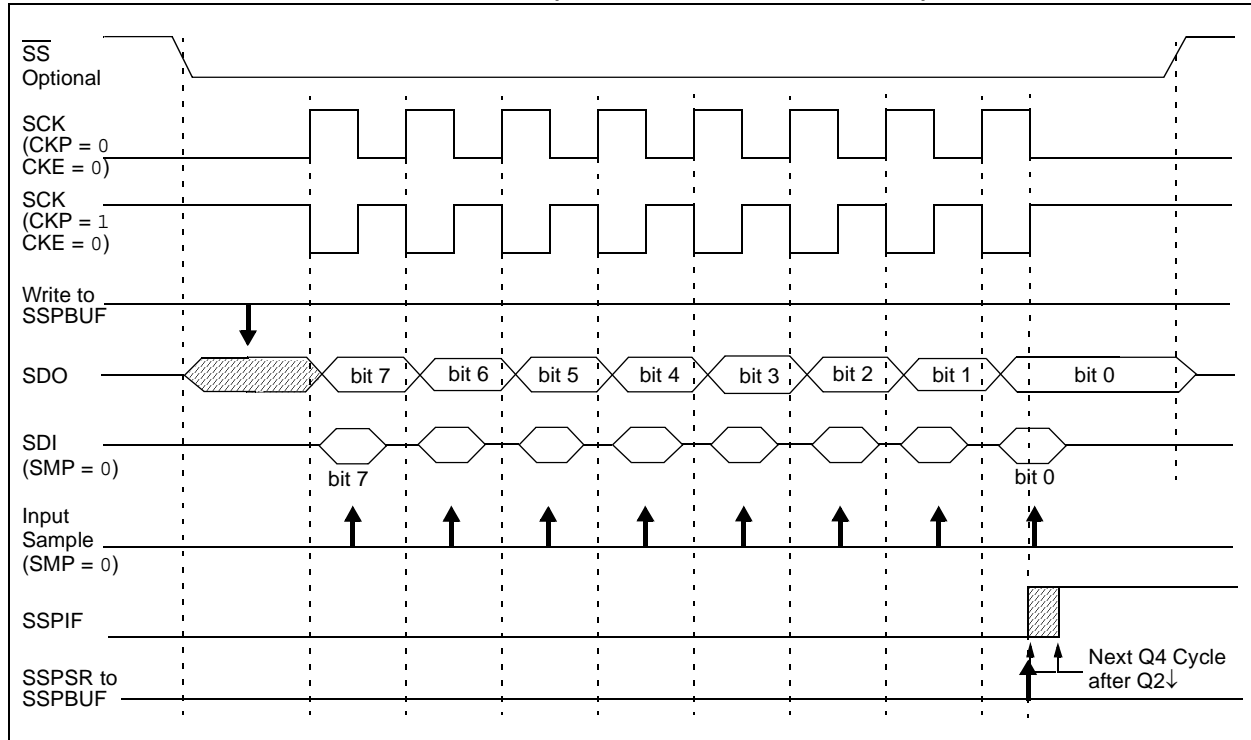 SS
Optional
SCK
(CKP = 0
CKE = 0)
SCK
(CKP = 1
CKE = 0)
Write to
SSPBUF
SDO
bit 7 bit 6 bit 5 bit 4 bit 3 bit 2 bit 1 bit 0
SDI
(SMP = 0)
bit 7 bit 0
Input
Sample
(SMP = 0)
SSPIF
Next Q4 Cycle
after Q2↓
SSPSR to
SSPBUF